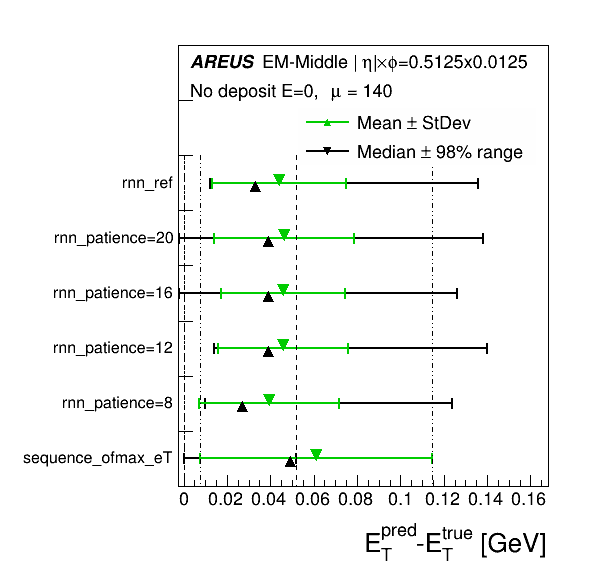 AREUS EM-Middle |η|×ϕ=0.5125x0.0125
No deposit E=0, μ = 140
Mean ± StDev
Median ± 98% range
rnn_ref
rnn_patience=20
rnn_patience=16
rnn_patience=12
rnn_patience=8
sequence_ofmax_eT
0 0.02 0.04 0.06 0.08 0.1 0.12 0.14 0.16
E_T^pred-E_T^true [GeV]